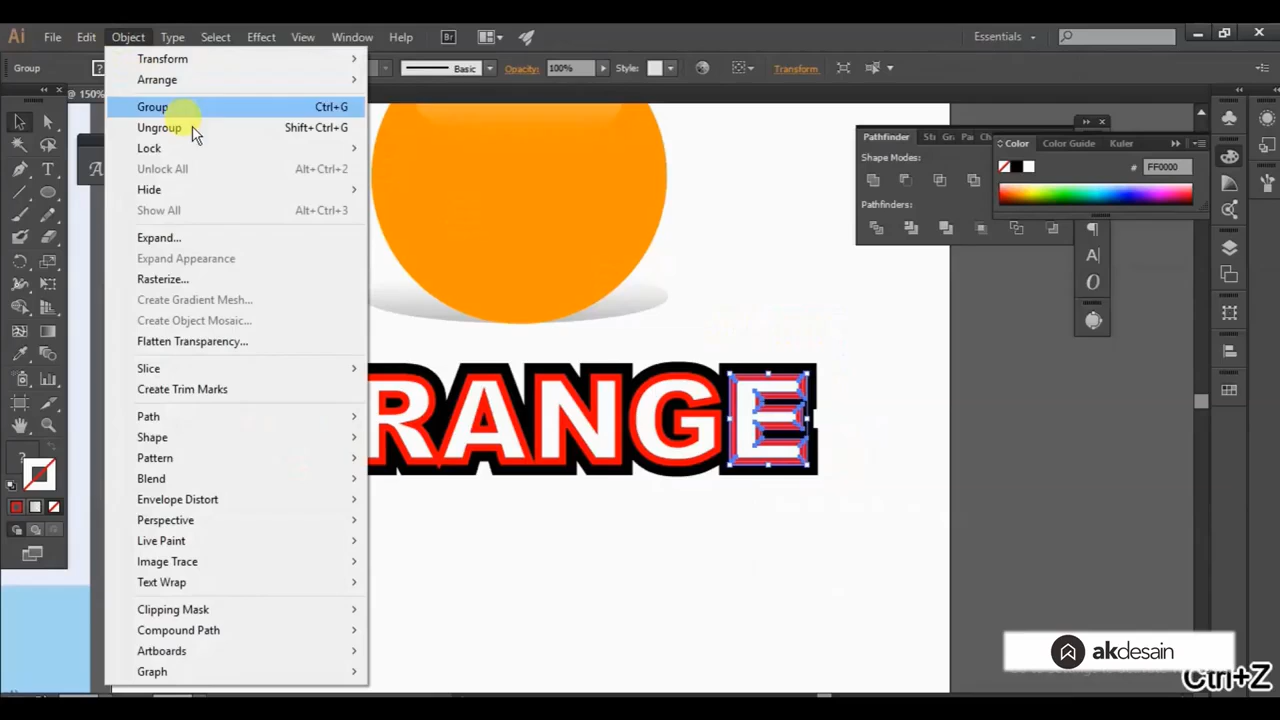 Ai File Edit Object Type Select Effect View Window Help Br Essentials
Group ? Basic Opacity: 100% Style: Transform
@ 150%
Transform
Arrange
Group Ctrl+G
Ungroup Shift+Ctrl+G
Lock
Unlock All Alt+Ctrl+2
Hide
Show All Alt+Ctrl+3
Expand...
Expand Appearance
Rasterize...
Create Gradient Mesh...
Create Object Mosaic...
Flatten Transparency...
Slice
Create Trim Marks
Path
Shape
Pattern
Blend
Envelope Distort
Perspective
Live Paint
Image Trace
Text Wrap
Clipping Mask
Compound Path
Artboards
Graph
Pathfinder Gr Pa
Shape Modes:
Pathfinders:
Color Color Guide Kuler
# FF0000
RANGE
akdesain
Ctrl+Z